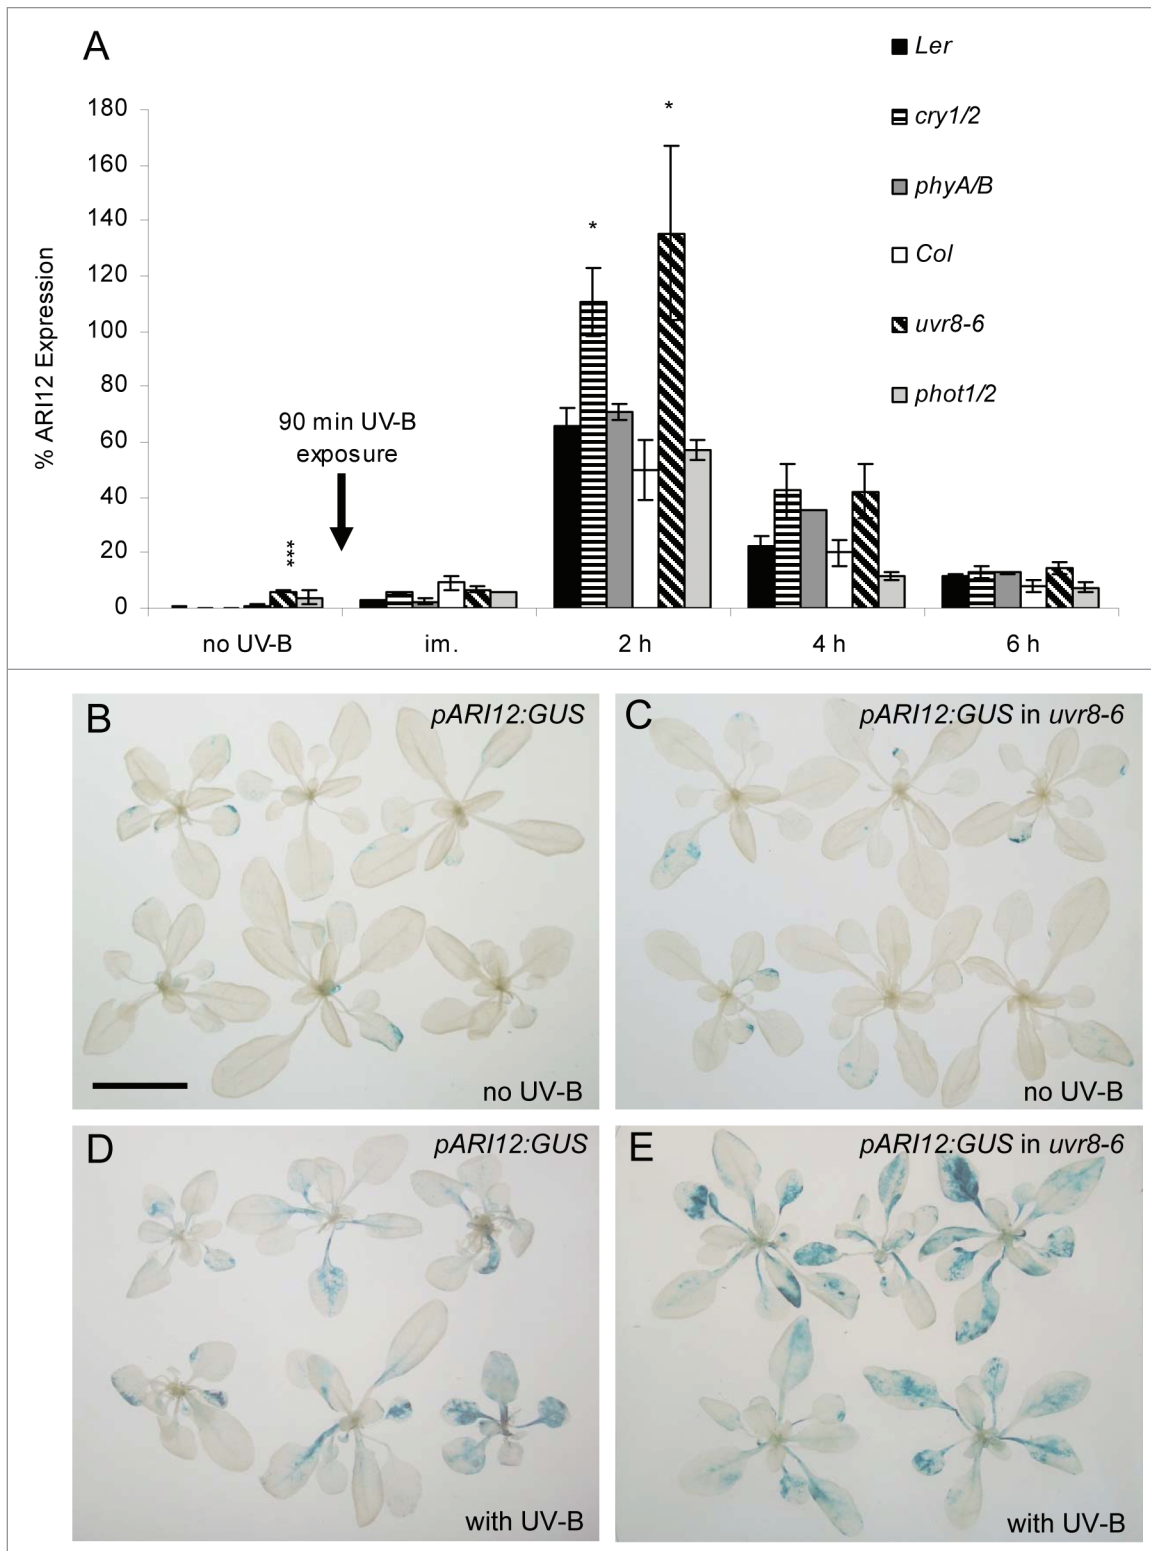 A
Ler
cry1/2
phyA/B
Col
uvr8-6
phot1/2
% ARI12 Expression
180
160
140
120
100
80
60
40
20
0
90 min UV-B
exposure
***
*
*
no UV-B im. 2 h 4 h 6 h
B pARI12:GUS
no UV-B
C pARI12:GUS in uvr8-6
no UV-B
D pARI12:GUS
with UV-B
E pARI12:GUS in uvr8-6
with UV-B